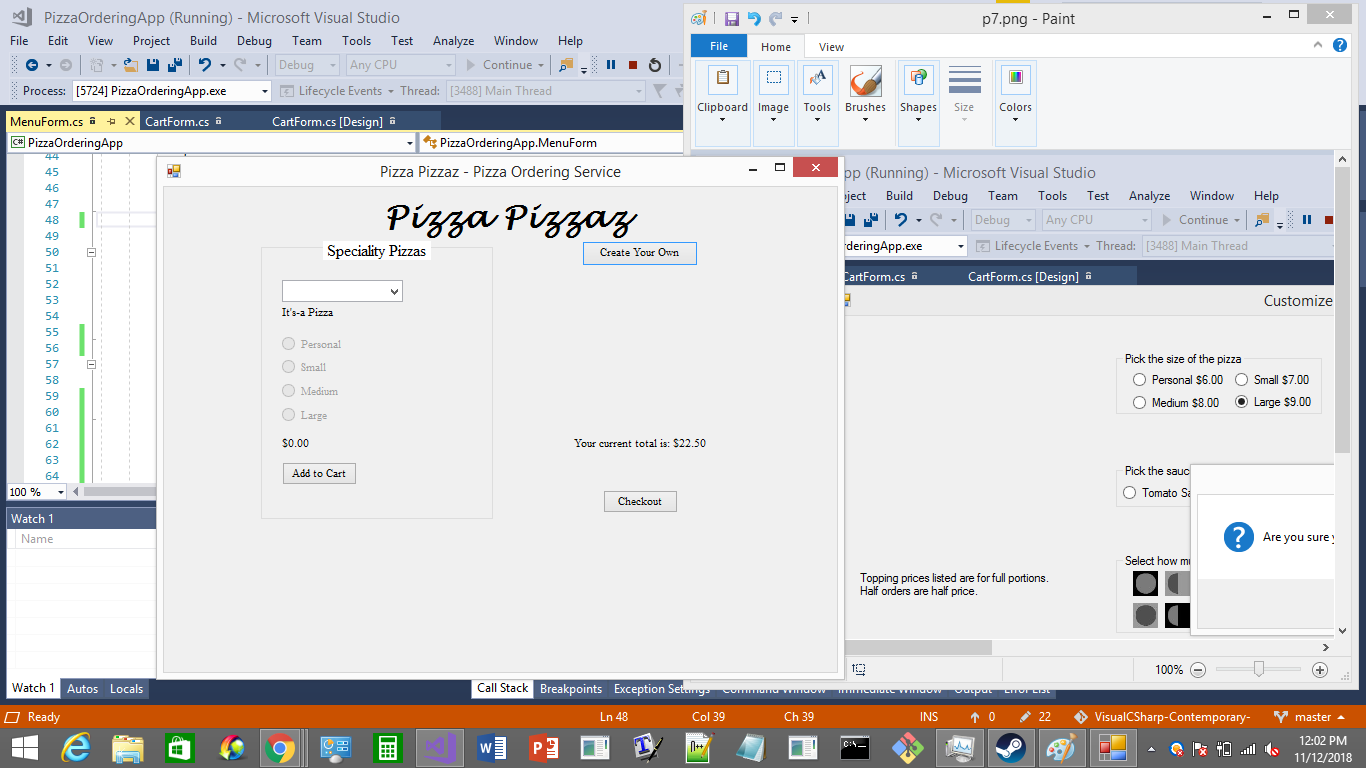 PizzaOrderingApp (Running) - Microsoft Visual Studio
File Edit View Project Build Debug Team Tools Test Analyze Window Help
Debug Any CPU Continue
Process: [5724] PizzaOrderingApp.exe Lifecycle Events Thread: [3488] Main Thread
MenuForm.cs CartForm.cs CartForm.cs [Design]
C# PizzaOrderingApp PizzaOrderingApp.MenuForm
44
45
46
47
48
49
50
51
52
53
54
55
56
57
58
59
60
61
62
63
64
100 %
Watch 1
Name
Watch 1 Autos Locals
Call Stack Breakpoints Exception Settings Command Window Immediate Window Output Error List
Pizza Pizzaz - Pizza Ordering Service
Pizza Pizzaz
Speciality Pizzas
Create Your Own
It's-a Pizza
Personal
Small
Medium
Large
$0.00
Your current total is: $22.50
Add to Cart
Checkout
p7.png - Paint
File Home View
Clipboard Image Tools Brushes Shapes Size Colors
pp (Running) - Microsoft Visual Studio
ject Build Debug Team Tools Test Analyze Window Help
Debug Any CPU Continue
rderingApp.exe Lifecycle Events Thread: [3488] Main Thread
CartForm.cs CartForm.cs [Design]
Customize
Pick the size of the pizza
Personal $6.00 Small $7.00
Medium $8.00 Large $9.00
Pick the sauc
Tomato Sa
? Are you sure y
Select how mu
Topping prices listed are for full portions.
Half orders are half price.
100%
Ready Ln 48 Col 39 Ch 39 INS 0 22 VisualCSharp-Contemporary- master
12:02 PM
11/12/2018